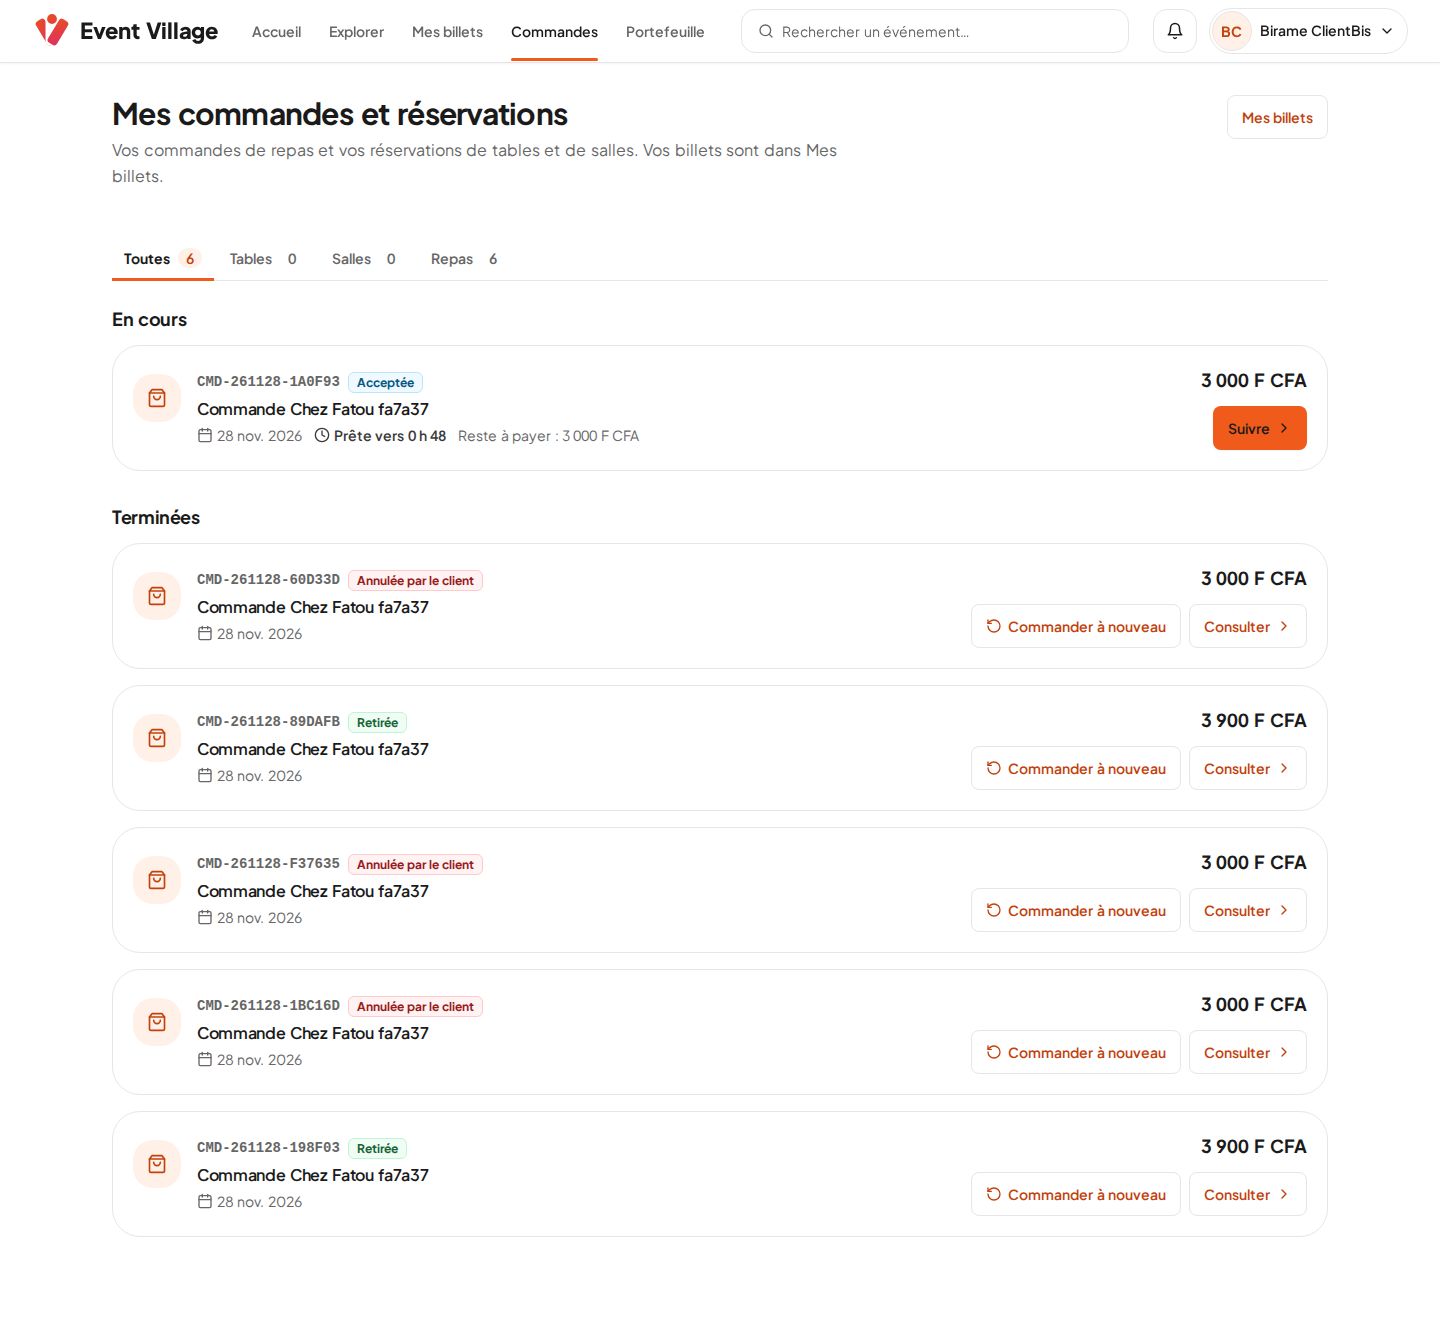 Event Village
Accueil
Explorer
Mes billets
Commandes
Portefeuille
Rechercher un événement…
BC
Birame ClientBis
Mes commandes et réservations
Mes billets
Vos commandes de repas et vos réservations de tables et de salles. Vos billets sont dans Mes
billets.
Toutes 6
Tables 0
Salles 0
Repas 6
En cours
CMD-261128-1A0F93 Acceptée
3 000 F CFA
Commande Chez Fatou fa7a37
28 nov. 2026 Prête vers 0 h 48 Reste à payer : 3 000 F CFA
Suivre
Terminées
CMD-261128-60D33D Annulée par le client
3 000 F CFA
Commande Chez Fatou fa7a37
28 nov. 2026
Commander à nouveau
Consulter
CMD-261128-89DAFB Retirée
3 900 F CFA
Commande Chez Fatou fa7a37
28 nov. 2026
Commander à nouveau
Consulter
CMD-261128-F37635 Annulée par le client
3 000 F CFA
Commande Chez Fatou fa7a37
28 nov. 2026
Commander à nouveau
Consulter
CMD-261128-1BC16D Annulée par le client
3 000 F CFA
Commande Chez Fatou fa7a37
28 nov. 2026
Commander à nouveau
Consulter
CMD-261128-198F03 Retirée
3 900 F CFA
Commande Chez Fatou fa7a37
28 nov. 2026
Commander à nouveau
Consulter